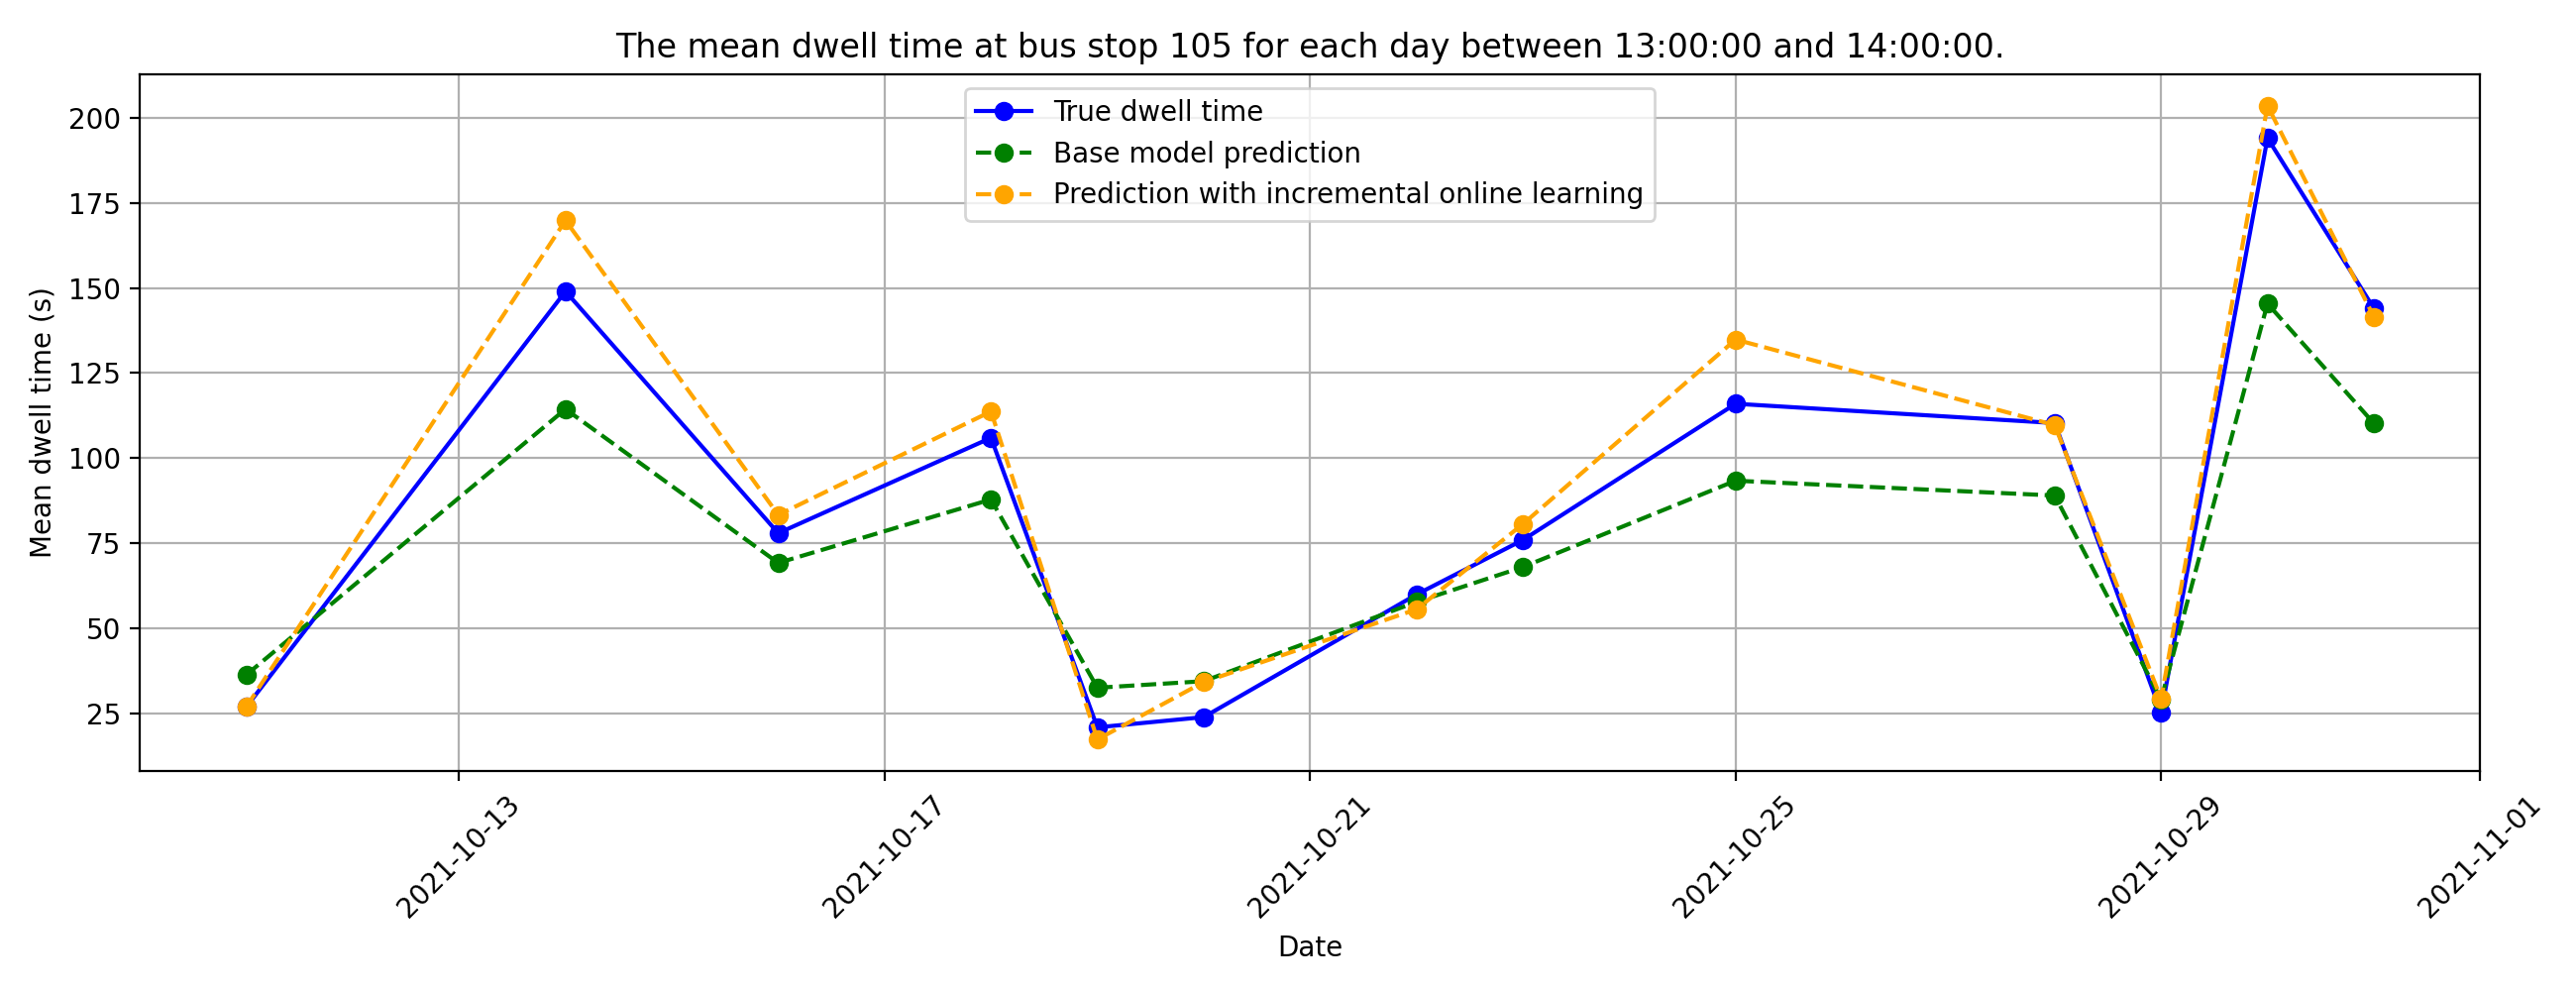 The mean dwell time at bus stop 105 for each day between 13:00:00 and 14:00:00.
True dwell time
Base model prediction
Prediction with incremental online learning
Mean dwell time (s)
200
175
150
125
100
75
50
25
2021-10-13
2021-10-17
2021-10-21
2021-10-25
2021-10-29
2021-11-01
Date